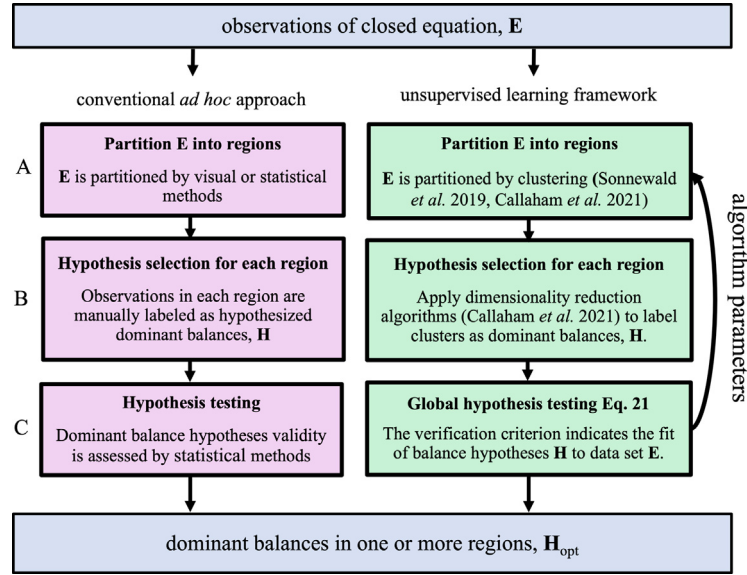 observations of closed equation, E
conventional ad hoc approach
unsupervised learning framework
A
Partition E into regions
E is partitioned by visual or statistical
methods
Partition E into regions
E is partitioned by clustering (Sonnewald
et al. 2019, Callaham et al. 2021)
B
Hypothesis selection for each region
Observations in each region are
manually labeled as hypothesized
dominant balances, H
Hypothesis selection for each region
Apply dimensionality reduction
algorithms (Callaham et al. 2021) to label
clusters as dominant balances, H.
C
Hypothesis testing
Dominant balance hypotheses validity
is assessed by statistical methods
Global hypothesis testing Eq. 21
The verification criterion indicates the fit
of balance hypotheses H to data set E.
algorithm parameters
dominant balances in one or more regions, Hopt